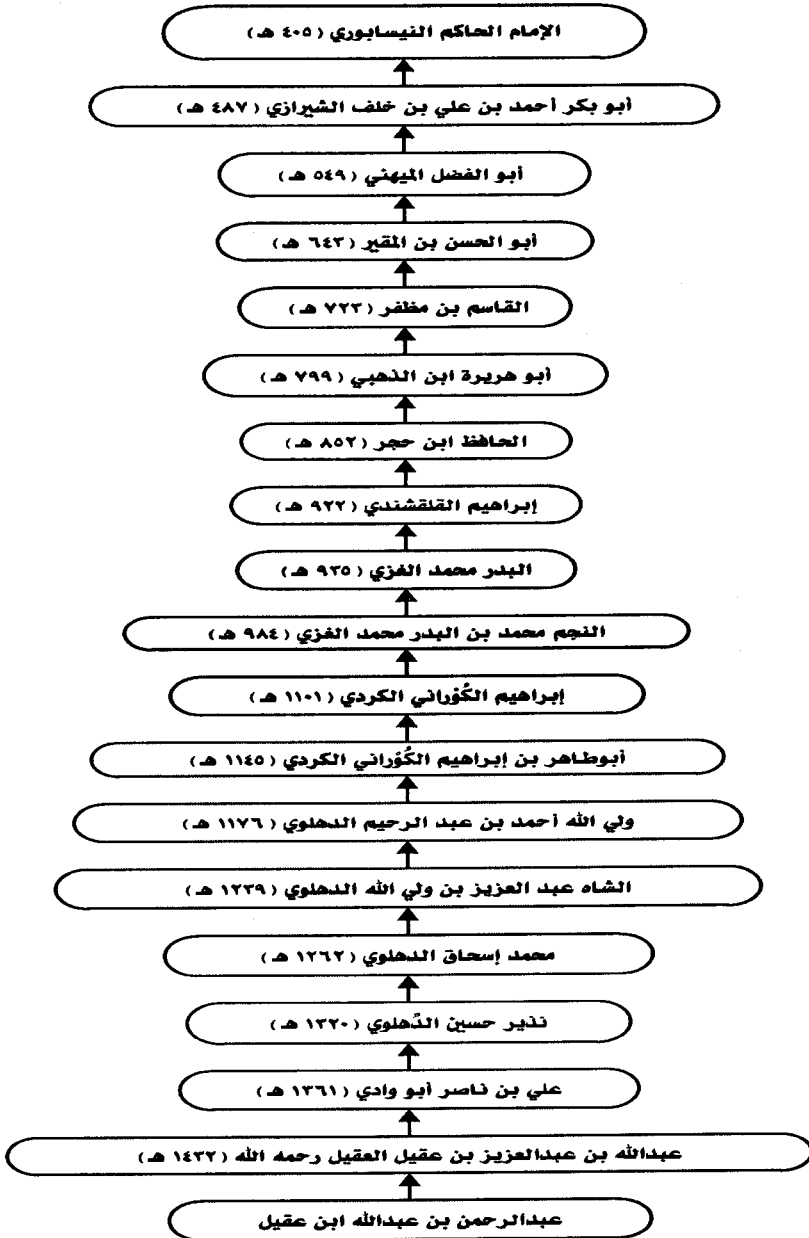 الإمام الحاكم النيسابوري ( ٤٠٥ هـ )
أبو بكر أحمد بن علي بن خلف الشيرازي ( ٤٨٧ هـ )
أبو الفضل الميهني ( ٥٤٩ هـ )
أبو الحسن بن المقير ( ٦٤٣ هـ )
القاسم بن مظفر ( ٧٢٣ هـ )
أبو هريرة ابن الذهبي ( ٧٩٩ هـ )
الحافظ ابن حجر ( ٨٥٢ هـ )
إبراهيم القلقشندي ( ٩٢٢ هـ )
البدر محمد الغزي ( ٩٣٥ هـ )
النجم محمد بن البدر محمد الغزي ( ٩٨٤ هـ )
إبراهيم الكُوْراني الكردي ( ١١٠١ هـ )
أبوطاهر بن إبراهيم الكُوْراني الكردي ( ١١٤٥ هـ )
ولي الله أحمد بن عبد الرحيم الدهلوي ( ١١٧٦ هـ )
الشاه عبد العزيز بن ولي الله الدهلوي ( ١٢٣٩ هـ )
محمد إسحاق الدهلوي ( ١٢٦٢ هـ )
نذير حسين الدِّهلوي ( ١٣٢٠ هـ )
علي بن ناصر أبو وادي ( ١٣٦١ هـ )
عبدالله بن عبدالعزيز بن عقيل العقيل رحمه الله ( ١٤٣٢ هـ )
عبدالرحمن بن عبدالله ابن عقيل